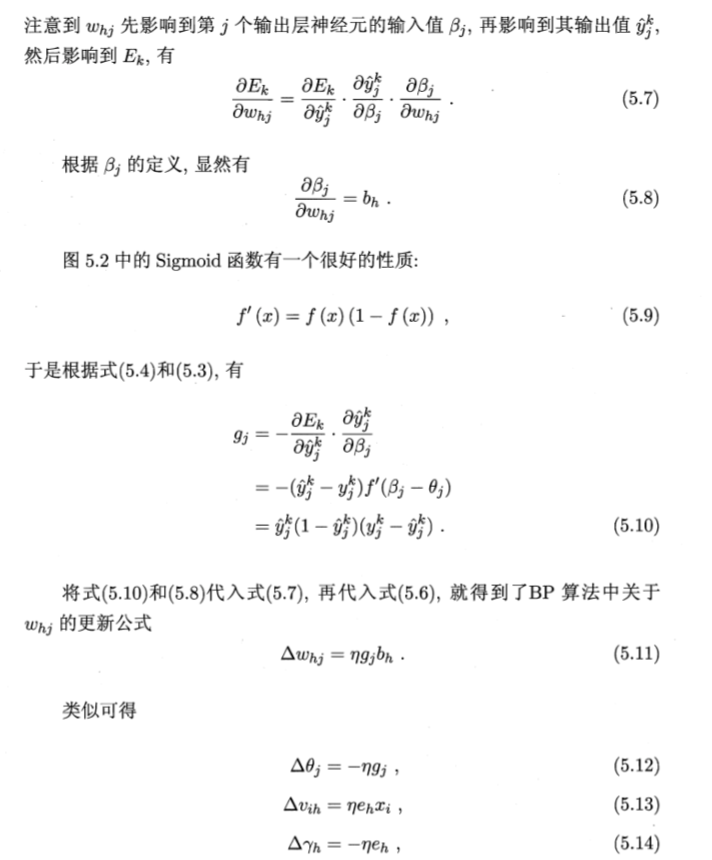 注意到 $w_{hj}$ 先影响到第 $j$ 个输出层神经元的输入值 $\beta_j$, 再影响到其输出值 $\hat{y}_j^k$,
然后影响到 $E_k$, 有
$\frac{\partial E_k}{\partial w_{hj}} = \frac{\partial E_k}{\partial \hat{y}_j^k} \cdot \frac{\partial \hat{y}_j^k}{\partial \beta_j} \cdot \frac{\partial \beta_j}{\partial w_{hj}}$ . (5.7)
根据 $\beta_j$ 的定义, 显然有
$\frac{\partial \beta_j}{\partial w_{hj}} = b_h$ . (5.8)
图 5.2 中的 Sigmoid 函数有一个很好的性质:
$f'(x) = f(x)(1 - f(x))$ , (5.9)
于是根据式(5.4)和(5.3), 有
$g_j = -\frac{\partial E_k}{\partial \hat{y}_j^k} \cdot \frac{\partial \hat{y}_j^k}{\partial \beta_j}$
$= -(\hat{y}_j^k - y_j^k) f'(\beta_j - \theta_j)$
$= \hat{y}_j^k (1 - \hat{y}_j^k)(y_j^k - \hat{y}_j^k)$ . (5.10)
将式(5.10)和(5.8)代入式(5.7), 再代入式(5.6), 就得到了BP 算法中关于
$w_{hj}$ 的更新公式
$\Delta w_{hj} = \eta g_j b_h$ . (5.11)
类似可得
$\Delta \theta_j = -\eta g_j$ , (5.12)
$\Delta v_{ih} = \eta e_h x_i$ , (5.13)
$\Delta \gamma_h = -\eta e_h$ , (5.14)